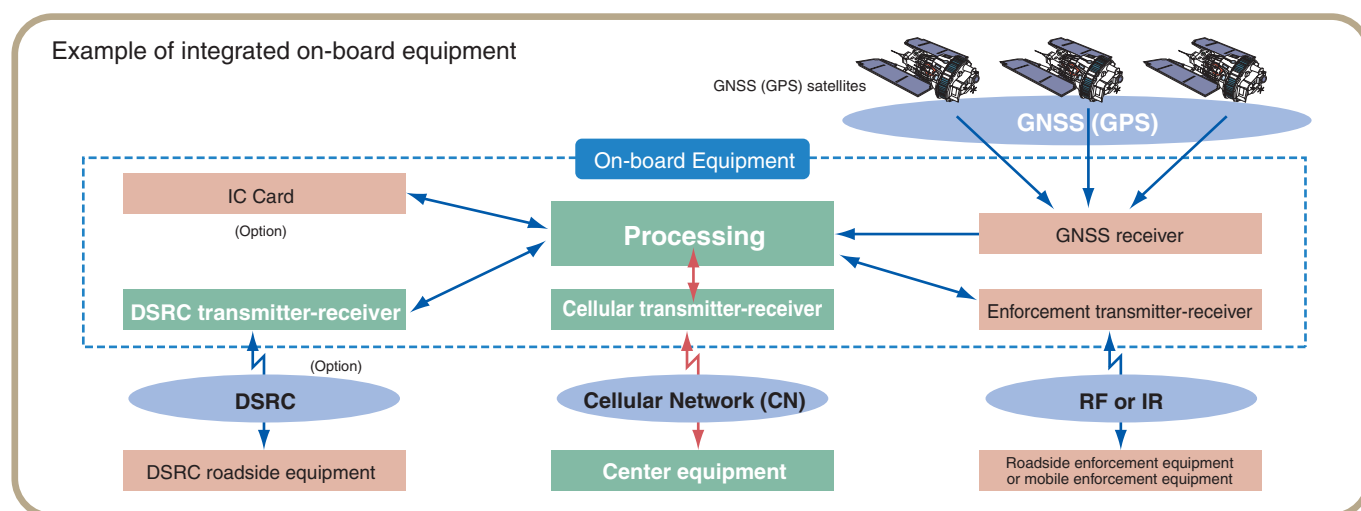 Example of integrated on-board equipment
GNSS (GPS) satellites
GNSS (GPS)
On-board Equipment
IC Card
(Option)
Processing
GNSS receiver
DSRC transmitter-receiver
Cellular transmitter-receiver
Enforcement transmitter-receiver
(Option)
DSRC
Cellular Network (CN)
RF or IR
DSRC roadside equipment
Center equipment
Roadside enforcement equipment
or mobile enforcement equipment